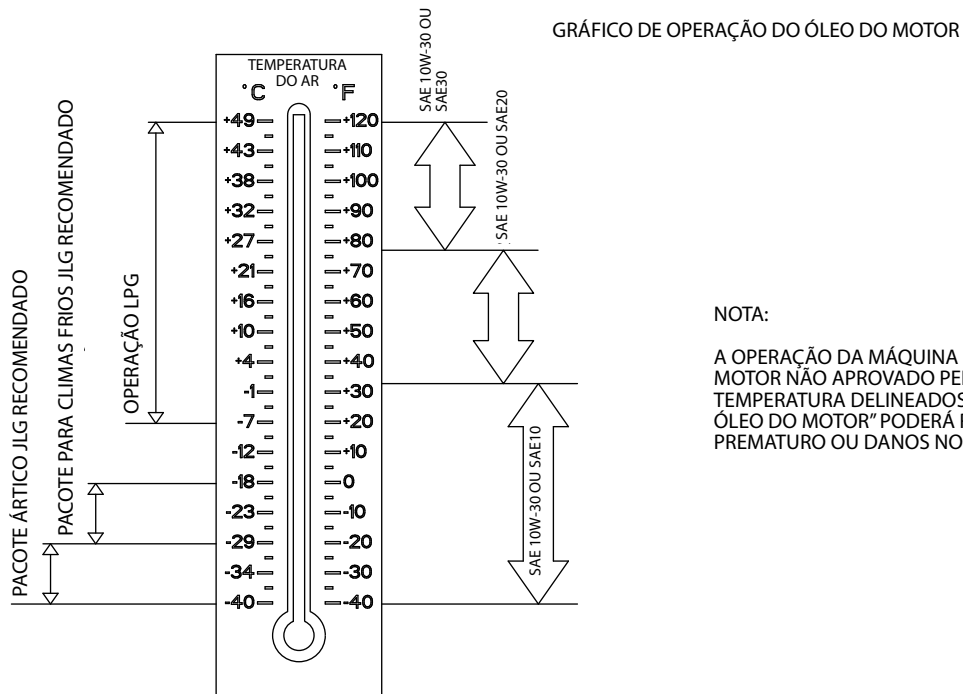 GRÁFICO DE OPERAÇÃO DO ÓLEO DO MOTOR
TEMPERATURA
DO AR
°C °F
+49 +120
+43 +110
+38 +100
+32 +90
+27 +80
+21 +70
+16 +60
+10 +50
+4 +40
-1 +30
-7 +20
-12 +10
-18 0
-23 -10
-29 -20
-34 -30
-40 -40
PACOTE ÁRTICO JLG RECOMENDADO
PACOTE PARA CLIMAS FRIOS JLG RECOMENDADO
OPERAÇÃO LPG
SAE 10W-30 OU
SAE30
SAE 10W-30 OU SAE20
SAE 10W-30 OU SAE10
NOTA:
A OPERAÇÃO DA MÁQUINA
MOTOR NÃO APROVADO
TEMPERATURA DELINEADOS
ÓLEO DO MOTOR” PODERÁ
PREMATURO OU DANOS